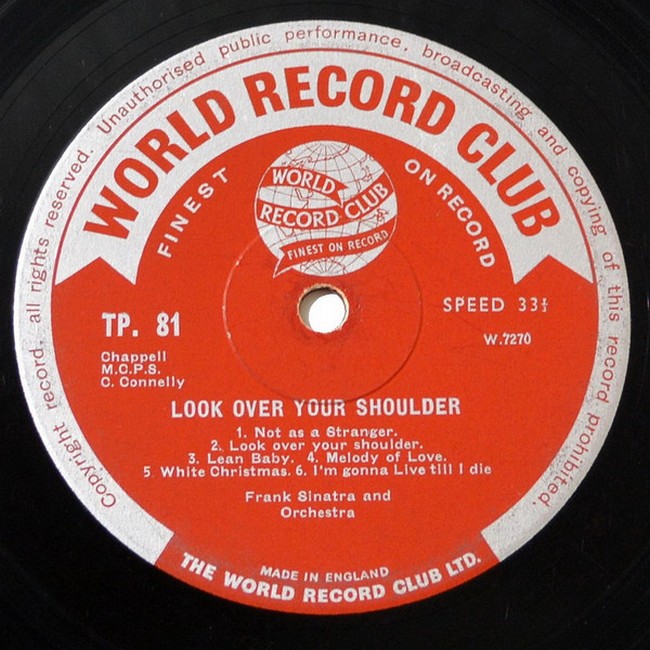 Copyright record, all rights reserved. Unauthorised public performance, broadcasting and copying of this record prohibited.
WORLD RECORD CLUB
FINEST ON RECORD
WORLD
RECORD CLUB
FINEST ON RECORD
TP. 81
SPEED 33⅓
W.7270
Chappell
M.C.P.S.
C. Connelly
LOOK OVER YOUR SHOULDER
1. Not as a Stranger.
2. Look over your shoulder.
3. Lean Baby. 4. Melody of Love.
5. White Christmas. 6. I'm gonna Live till I die
Frank Sinatra and
Orchestra
MADE IN ENGLAND
THE WORLD RECORD CLUB LTD.